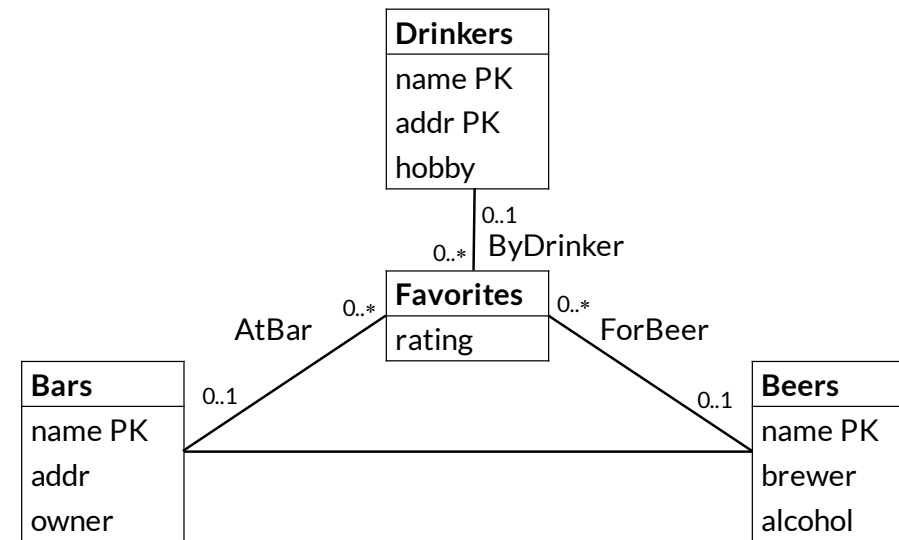 Drinkers
name PK
addr PK
hobby
0..1
0..* ByDrinker
Favorites
rating
0..*
AtBar
0..1
0..*
ForBeer
0..1
Bars
name PK
addr
owner
Beers
name PK
brewer
alcohol